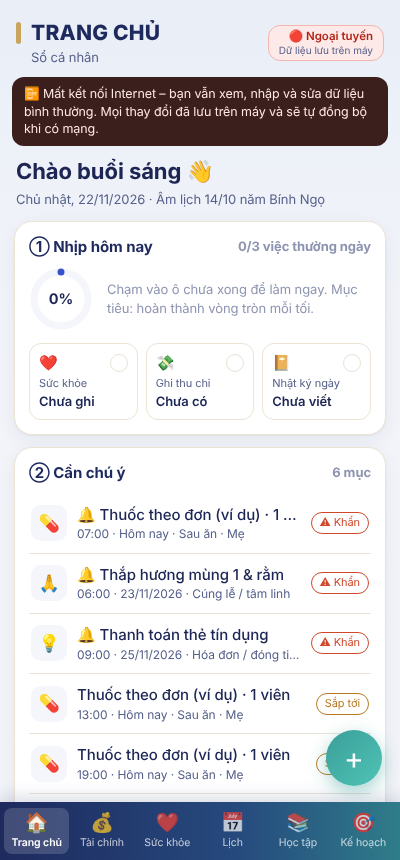 TRANG CHỦ
Sổ cá nhân
🔴 Ngoại tuyến
Dữ liệu lưu trên máy
📴 Mất kết nối Internet – bạn vẫn xem, nhập và sửa dữ liệu
bình thường. Mọi thay đổi đã lưu trên máy và sẽ tự đồng bộ
khi có mạng.
Chào buổi sáng 👋
Chủ nhật, 22/11/2026 · Âm lịch 14/10 năm Bính Ngọ
① Nhịp hôm nay
0/3 việc thường ngày
0%
Chạm vào ô chưa xong để làm ngay. Mục
tiêu: hoàn thành vòng tròn mỗi tối.
Sức khỏe
Chưa ghi
Ghi thu chi
Chưa có
Nhật ký ngày
Chưa viết
② Cần chú ý
6 mục
🔔 Thuốc theo đơn (ví dụ) · 1 ...
07:00 · Hôm nay · Sau ăn · Mẹ
⚠ Khẩn
🔔 Thắp hương mùng 1 & rằm
06:00 · 23/11/2026 · Cúng lễ / tâm linh
⚠ Khẩn
🔔 Thanh toán thẻ tín dụng
09:00 · 25/11/2026 · Hóa đơn / đóng ti...
⚠ Khẩn
Thuốc theo đơn (ví dụ) · 1 viên
13:00 · Hôm nay · Sau ăn · Mẹ
Sắp tới
Thuốc theo đơn (ví dụ) · 1 viên
19:00 · Hôm nay · Sau ăn · Mẹ
+
Trang chủ
Tài chính
Sức khỏe
Lịch
Học tập
Kế hoạch